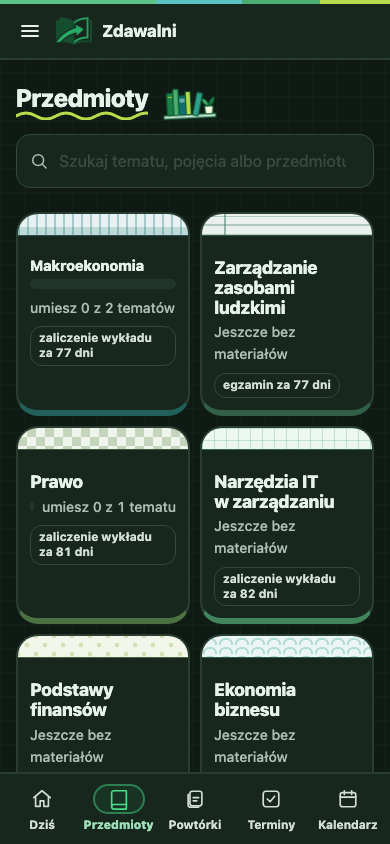 Zdawalni
Przedmioty
Szukaj tematu, pojęcia albo przedmiotu
Makroekonomia
umiesz 0 z 2 tematów
zaliczenie wykładu
za 77 dni
Zarządzanie
zasobami
ludzkimi
Jeszcze bez
materiałów
egzamin za 77 dni
Prawo
umiesz 0 z 1 tematu
zaliczenie wykładu
za 81 dni
Narzędzia IT
w zarządzaniu
Jeszcze bez
materiałów
zaliczenie wykładu
za 82 dni
Podstawy
finansów
Jeszcze bez
materiałów
Ekonomia
biznesu
Jeszcze bez
materiałów
Dziś
Przedmioty
Powtórki
Terminy
Kalendarz